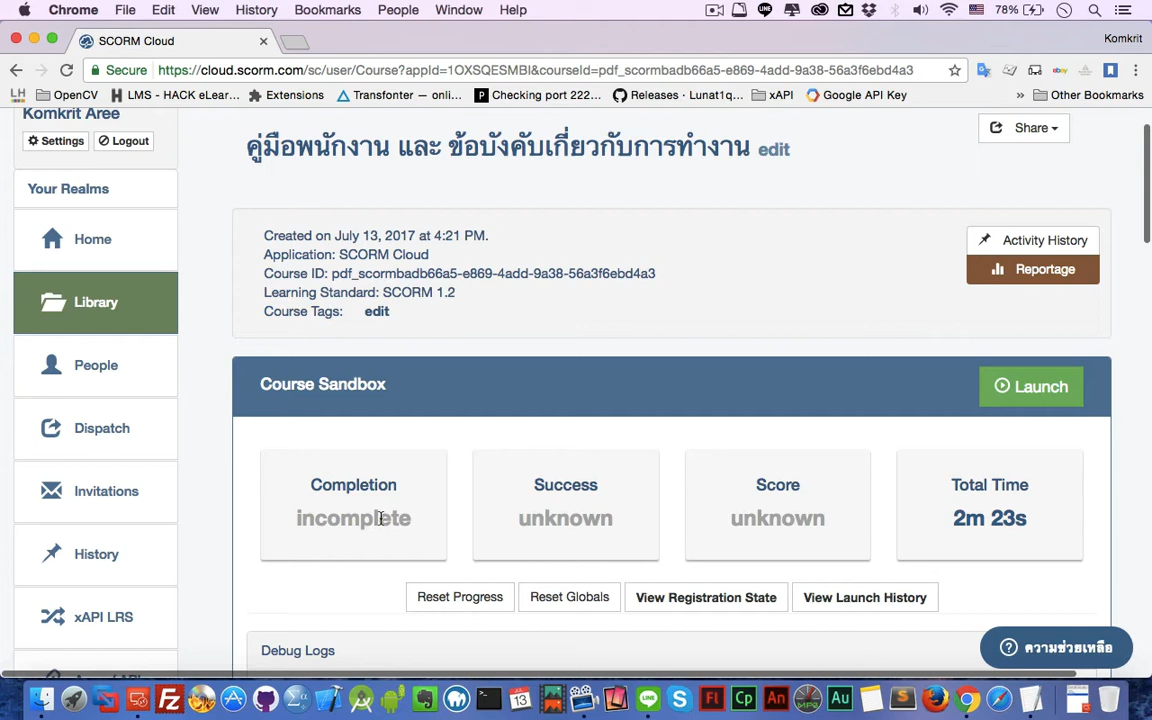 Chrome File Edit View History Bookmarks People Window Help 78%
SCORM Cloud Komkrit
Secure https://cloud.scorm.com/sc/user/Course?appId=1OXSQESMBI&courseId=pdf_scormbadb66a5-e869-4add-9a38-56a3f6ebd4a3
OpenCV LMS - HACK eLear... Extensions Transfonter — onli... Checking port 222... Releases · Lunat1q... xAPI Google API Key » Other Bookmarks
Komkrit Aree
Settings Logout
Your Realms
Home
Library
People
Dispatch
Invitations
History
xAPI LRS
คู่มือพนักงาน และ ข้อบังคับเกี่ยวกับการทำงาน edit
Share
Created on July 13, 2017 at 4:21 PM.
Application: SCORM Cloud
Course ID: pdf_scormbadb66a5-e869-4add-9a38-56a3f6ebd4a3
Learning Standard: SCORM 1.2
Course Tags: edit
Activity History
Reportage
Course Sandbox
Launch
Completion
incomplete
Success
unknown
Score
unknown
Total Time
2m 23s
Reset Progress Reset Globals View Registration State View Launch History
Debug Logs
ความช่วยเหลือ